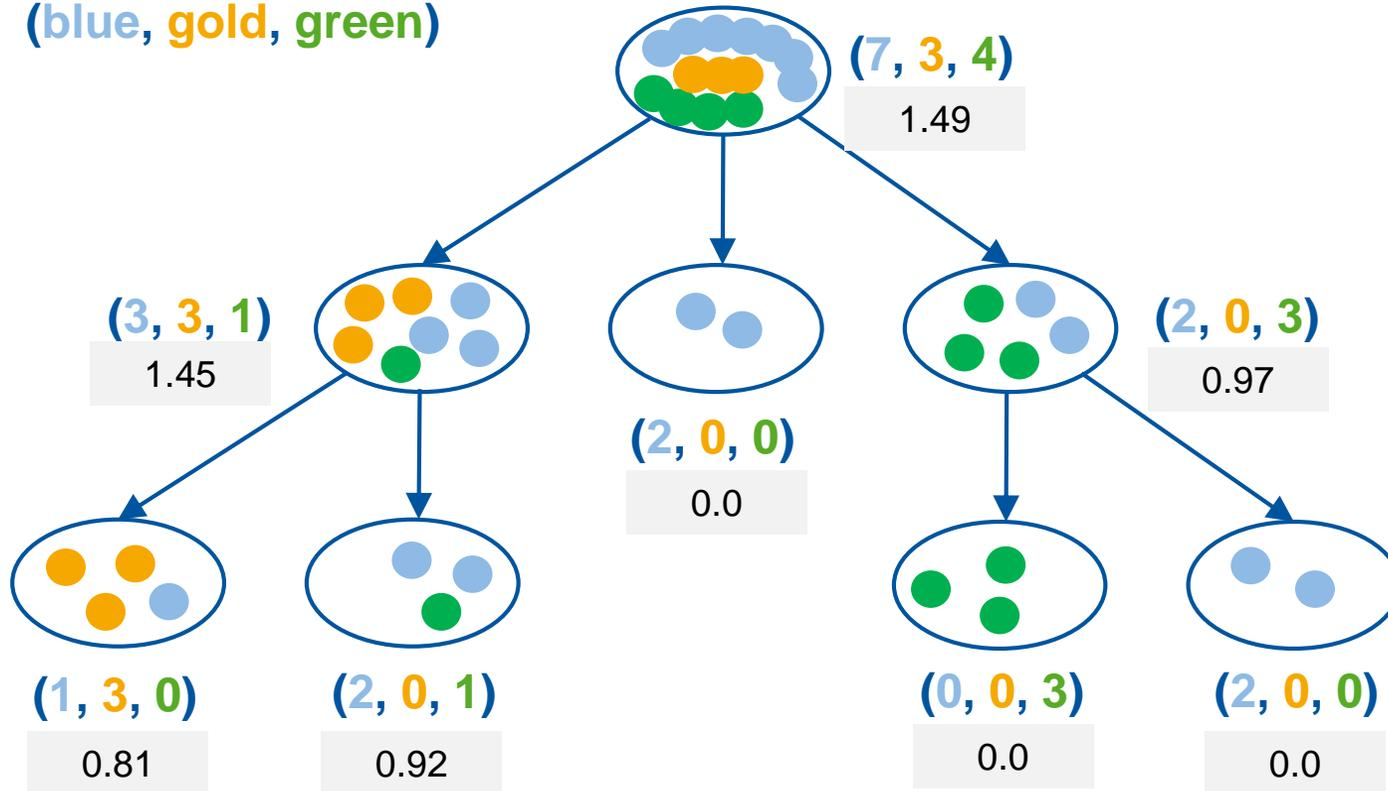 (blue, gold, green)
(7, 3, 4)
1.49
(3, 3, 1)
1.45
(2, 0, 0)
0.0
(2, 0, 3)
0.97
(1, 3, 0)
0.81
(2, 0, 1)
0.92
(0, 0, 3)
0.0
(2, 0, 0)
0.0